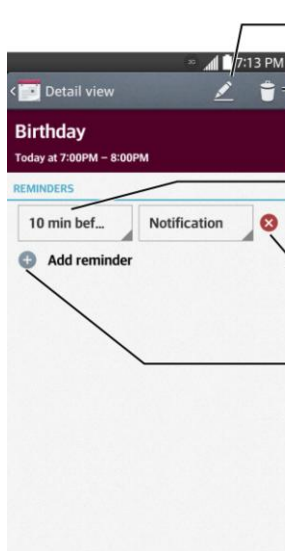 7:13 PM
Detail view
Birthday
Today at 7:00PM – 8:00PM
REMINDERS
10 min bef...
Notification
Add reminder